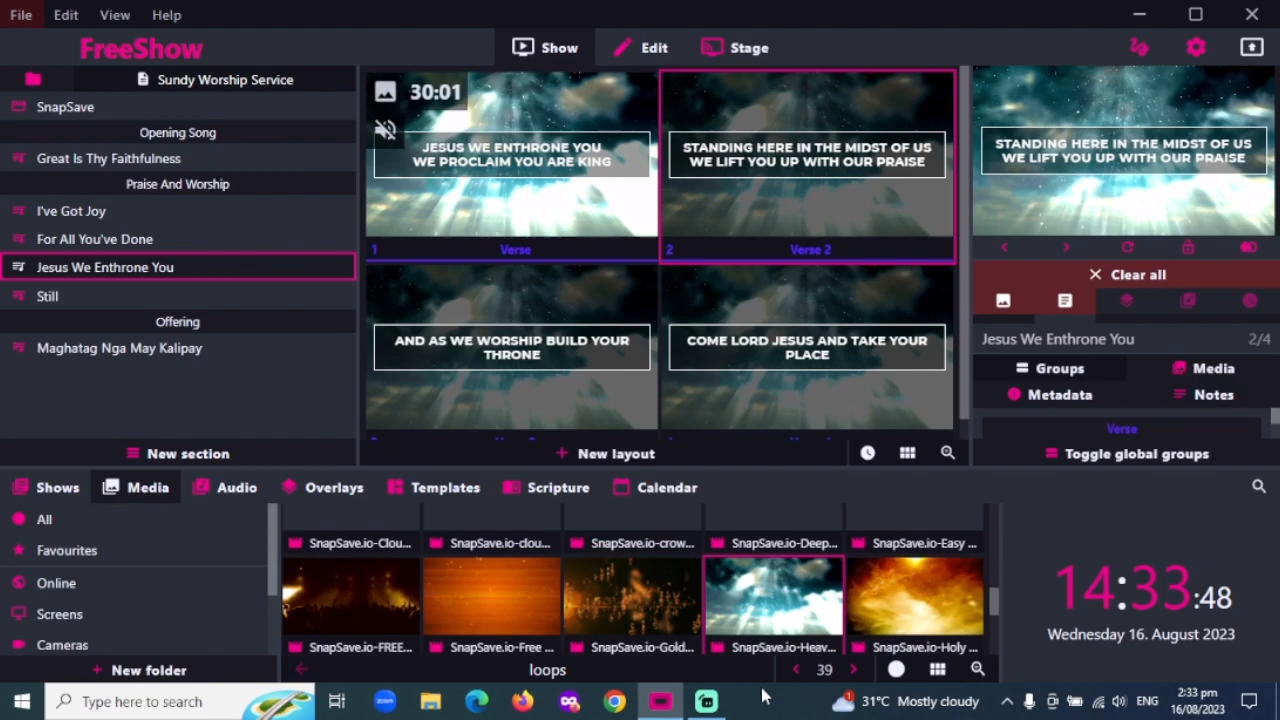 File Edit View Help
FreeShow
Show
Edit
Stage
Sundy Worship Service
SnapSave
Opening Song
Great Is Thy Faithfulness
Praise And Worship
I've Got Joy
For All You've Done
Jesus We Enthrone You
Still
Offering
Maghatag Nga May Kalipay
New section
30:01
JESUS WE ENTHRONE YOU
WE PROCLAIM YOU ARE KING
1 Verse
STANDING HERE IN THE MIDST OF US
WE LIFT YOU UP WITH OUR PRAISE
2 Verse 2
AND AS WE WORSHIP BUILD YOUR
THRONE
COME LORD JESUS AND TAKE YOUR
PLACE
New layout
STANDING HERE IN THE MIDST OF US
WE LIFT YOU UP WITH OUR PRAISE
Clear all
Jesus We Enthrone You 2/4
Groups
Media
Metadata
Notes
Verse
Toggle global groups
Shows
Media
Audio
Overlays
Templates
Scripture
Calendar
All
Favourites
Online
Screens
Cameras
New folder
SnapSave.io-Clou...
SnapSave.io-clou...
SnapSave.io-crow...
SnapSave.io-Deep...
SnapSave.io-Easy ...
SnapSave.io-FREE...
SnapSave.io-Free ...
SnapSave.io-Gold...
SnapSave.io-Heav...
SnapSave.io-Holy ...
loops
39
14:33:48
Wednesday 16. August 2023
Type here to search
zoom
1
31°C Mostly cloudy
ENG
2:33 pm
16/08/2023